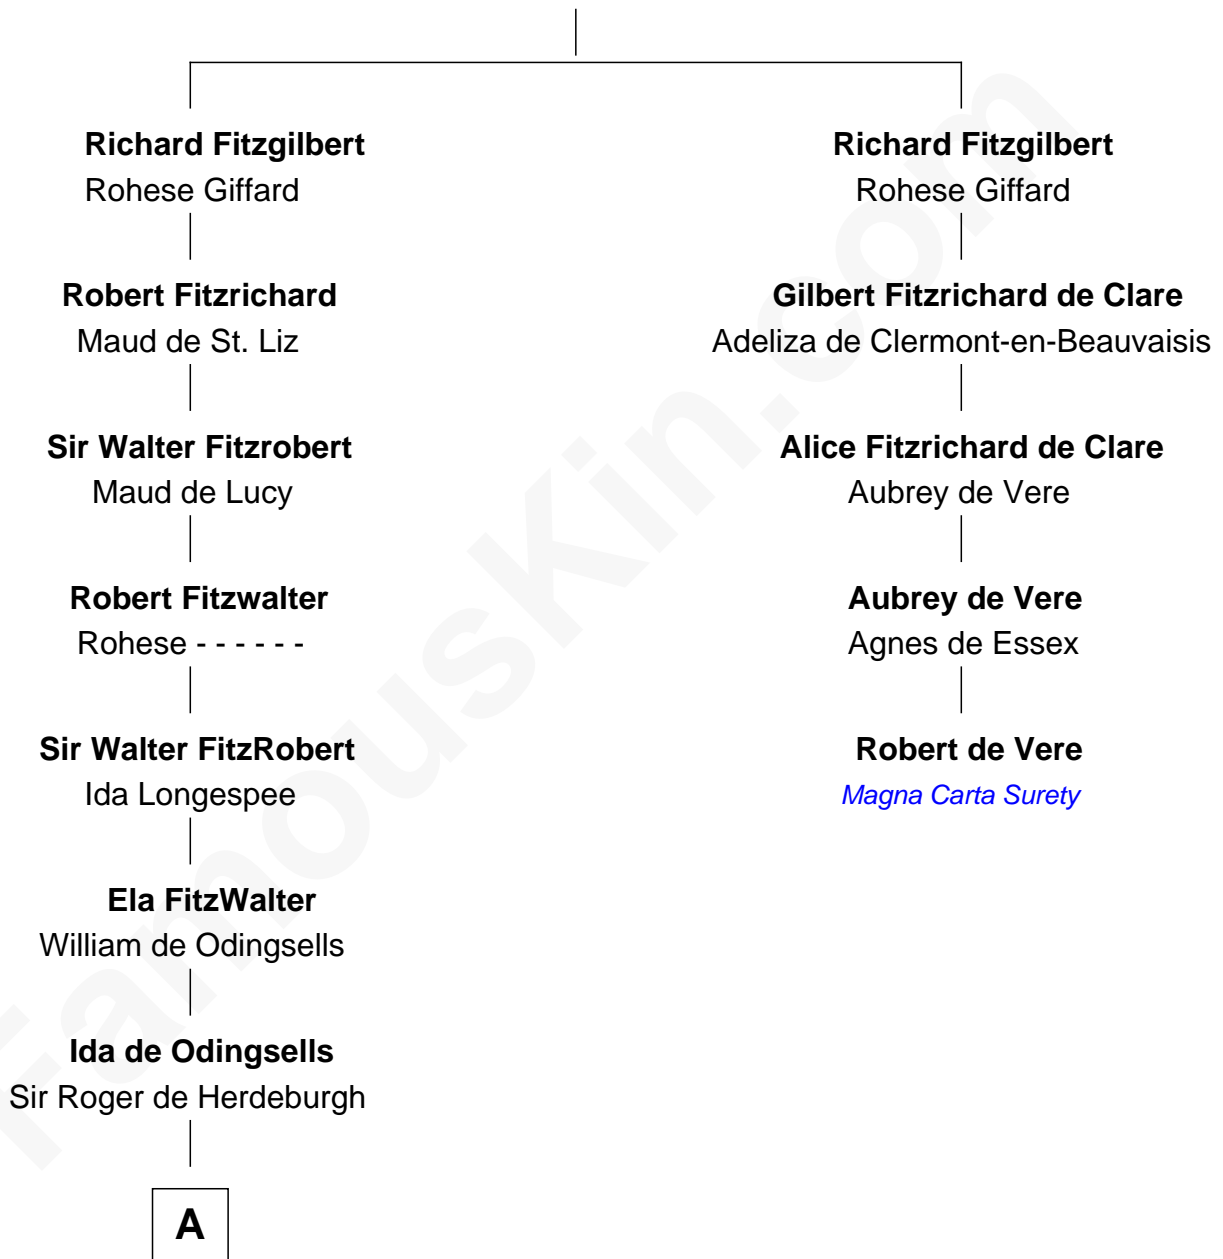 Richard Fitzgilbert
Rohese Giffard
Robert Fitzrichard
Maud de St. Liz
Sir Walter Fitzrobert
Maud de Lucy
Robert Fitzwalter
Rohese - - - - - -
Sir Walter FitzRobert
Ida Longespee
Ela FitzWalter
William de Odingsells
Ida de Odingsells
Sir Roger de Herdeburgh
A
Richard Fitzgilbert
Rohese Giffard
Gilbert Fitzrichard de Clare
Adeliza de Clermont-en-Beauvaisis
Alice Fitzrichard de Clare
Aubrey de Vere
Aubrey de Vere
Agnes de Essex
Robert de Vere
Magna Carta Surety
FamousKin.com